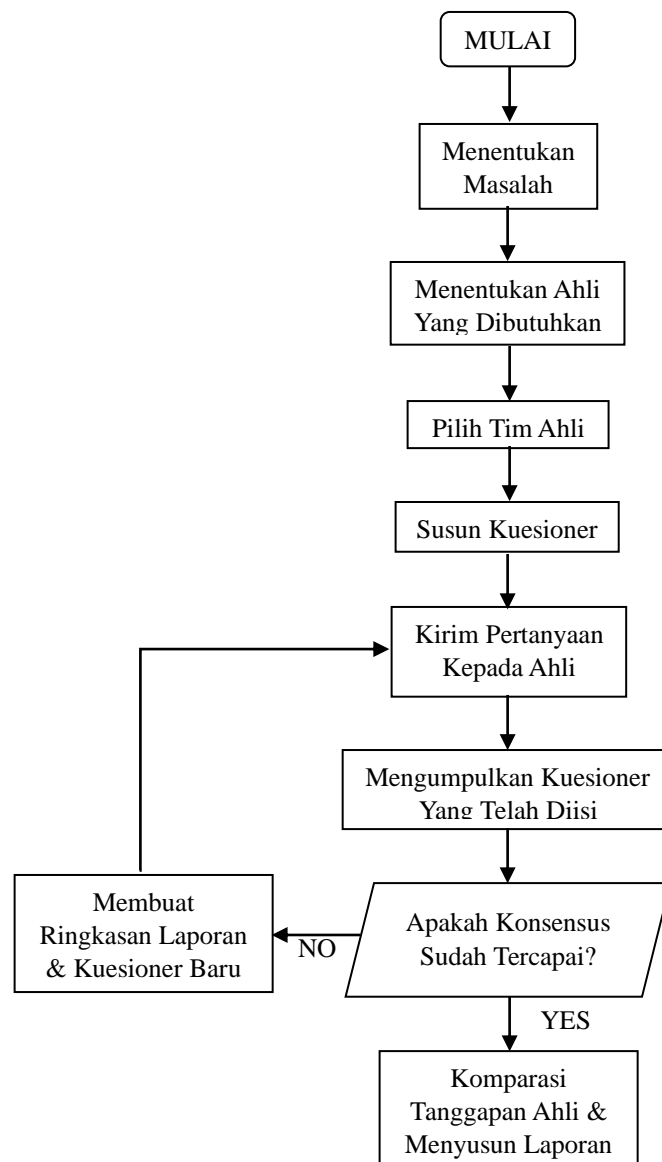 MULAI
Menentukan
Masalah
Menentukan Ahli
Yang Dibutuhkan
Pilih Tim Ahli
Susun Kuesioner
Kirim Pertanyaan
Kepada Ahli
Mengumpulkan Kuesioner
Yang Telah Diisi
Membuat
Ringkasan Laporan
& Kuesioner Baru
NO
Apakah Konsensus
Sudah Tercapai?
YES
Komparasi
Tanggapan Ahli &
Menyusun Laporan